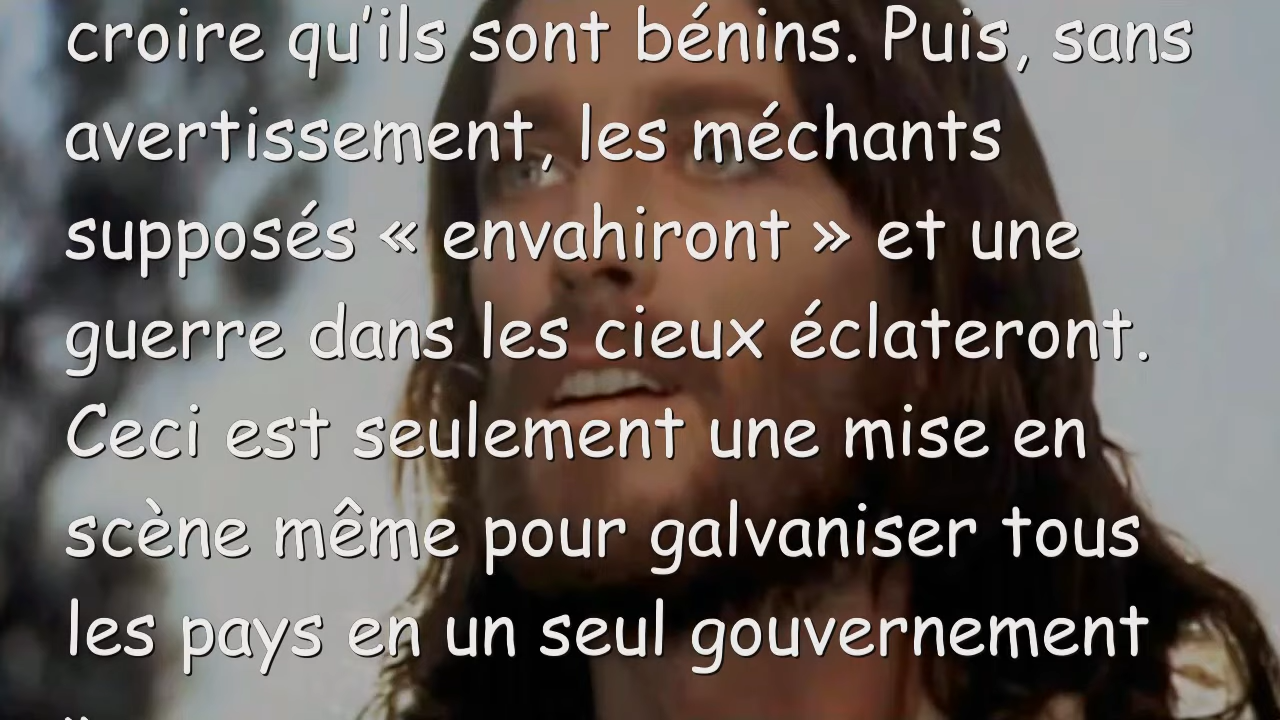 croire qu’ils sont bénins. Puis, sans
avertissement, les méchants
supposés « envahiront » et une
guerre dans les cieux éclateront.
Ceci est seulement une mise en
scène même pour galvaniser tous
les pays en un seul gouvernement